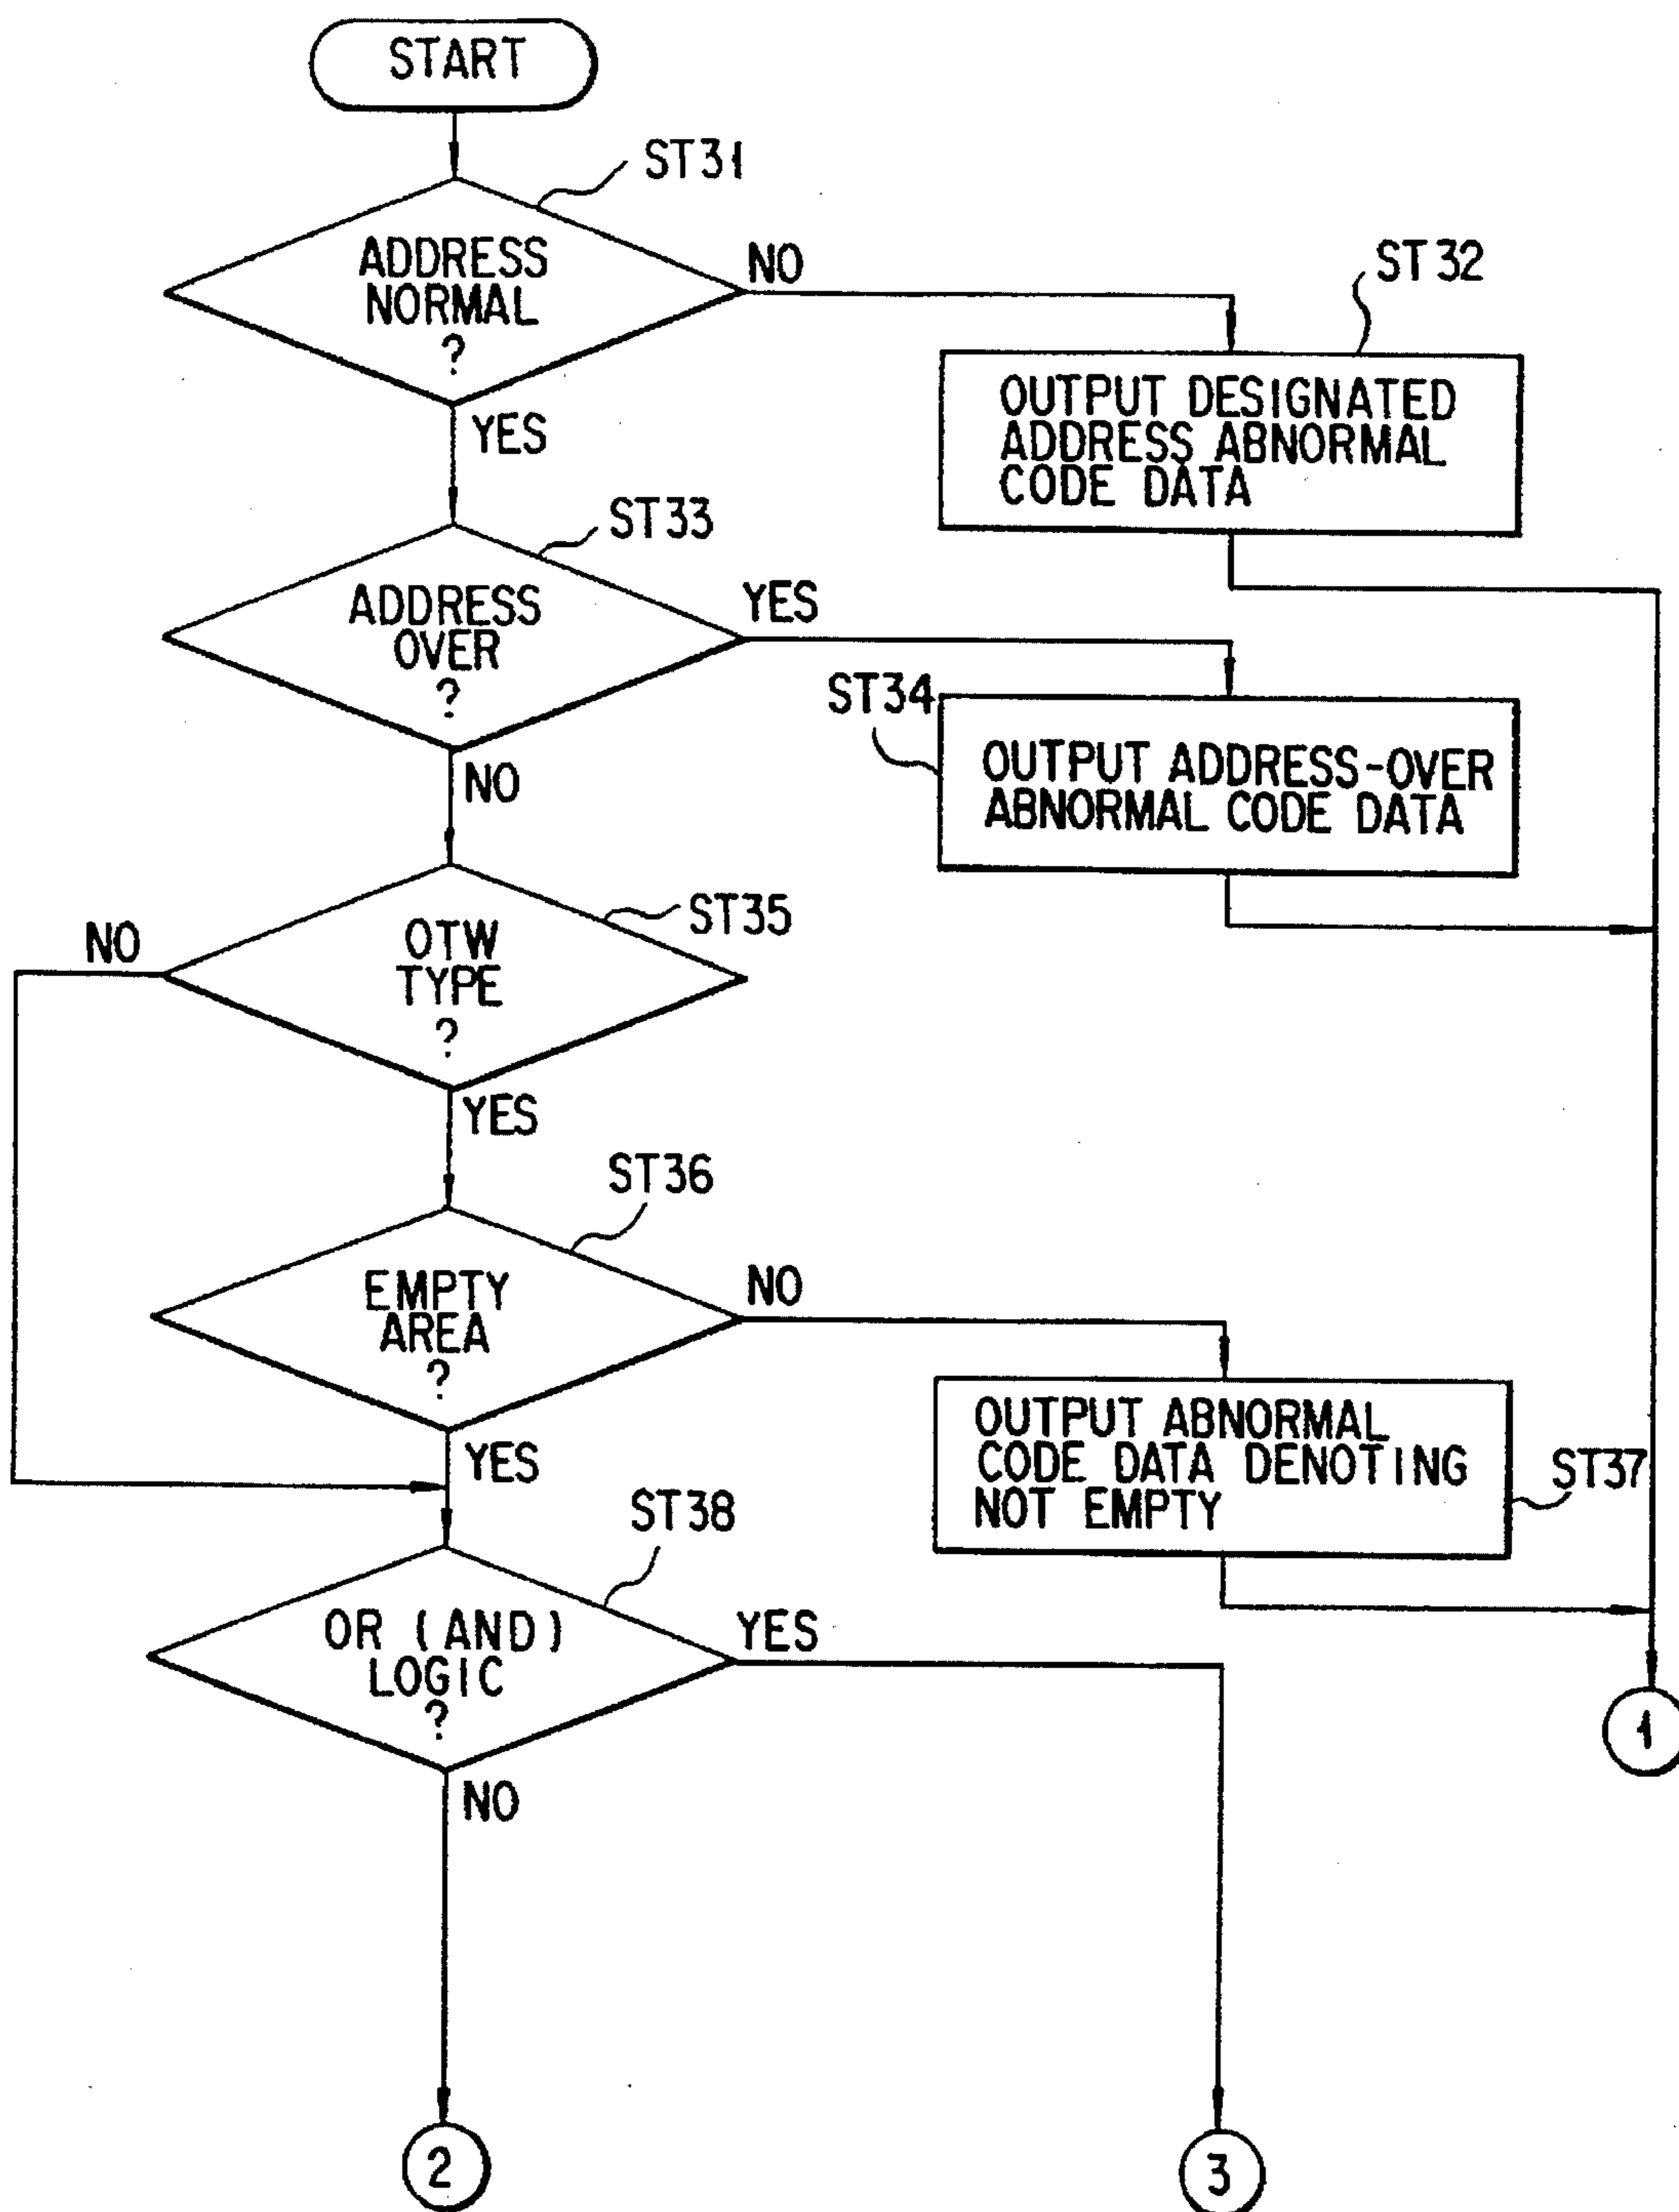 START
ST31
ADDRESS
NORMAL
?
NO
YES
ST32
OUTPUT DESIGNATED
ADDRESS ABNORMAL
CODE DATA
ST33
ADDRESS
OVER
?
YES
NO
ST34
OUTPUT ADDRESS-OVER
ABNORMAL CODE DATA
ST35
NO
OTW
TYPE
?
YES
ST36
EMPTY
AREA
?
NO
YES
OUTPUT ABNORMAL
CODE DATA DENOTING
NOT EMPTY
ST37
ST38
OR (AND)
LOGIC
?
YES
NO
1
2
3